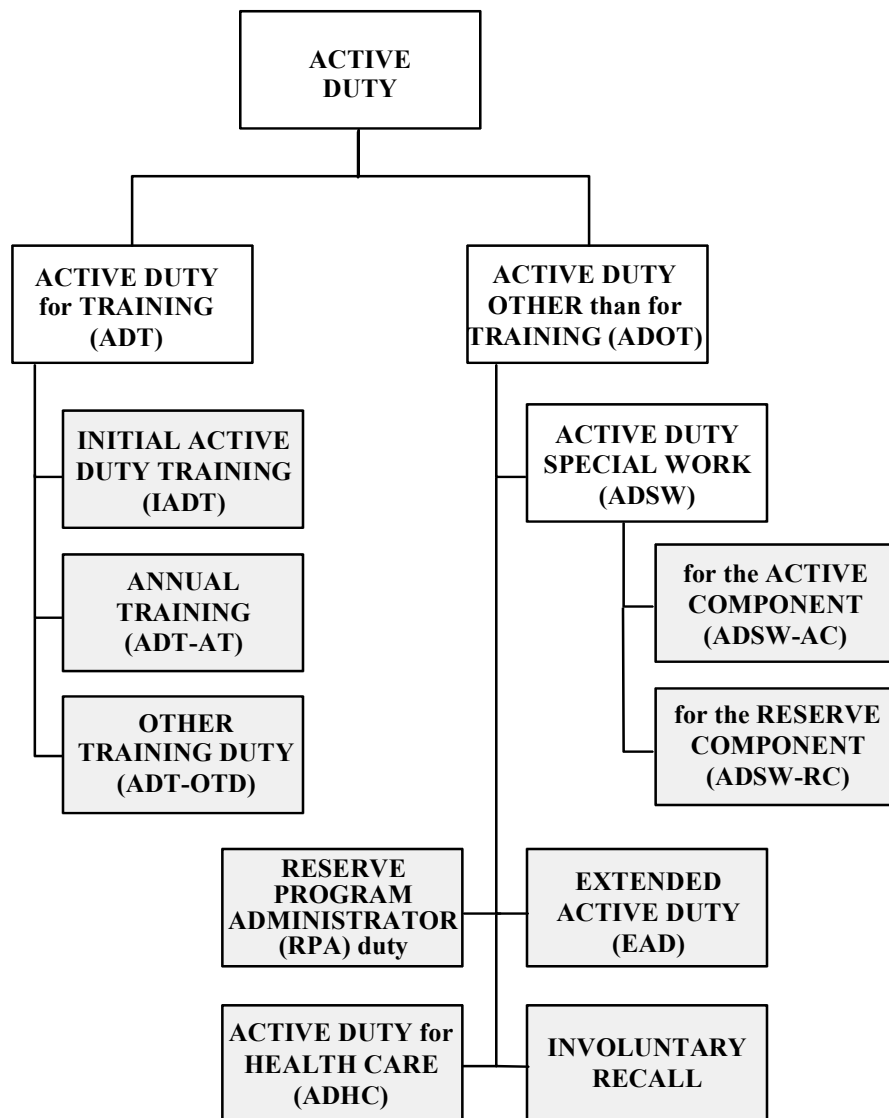 ACTIVE
DUTY
ACTIVE DUTY
for TRAINING
(ADT)
ACTIVE DUTY
OTHER than for
TRAINING (ADOT)
INITIAL ACTIVE
DUTY TRAINING
(IADT)
ANNUAL
TRAINING
(ADT-AT)
OTHER
TRAINING DUTY
(ADT-OTD)
ACTIVE DUTY
SPECIAL WORK
(ADSW)
for the ACTIVE
COMPONENT
(ADSW-AC)
for the RESERVE
COMPONENT
(ADSW-RC)
RESERVE
PROGRAM
ADMINISTRATOR
(RPA) duty
EXTENDED
ACTIVE DUTY
(EAD)
ACTIVE DUTY for
HEALTH CARE
(ADHC)
INVOLUNTARY
RECALL